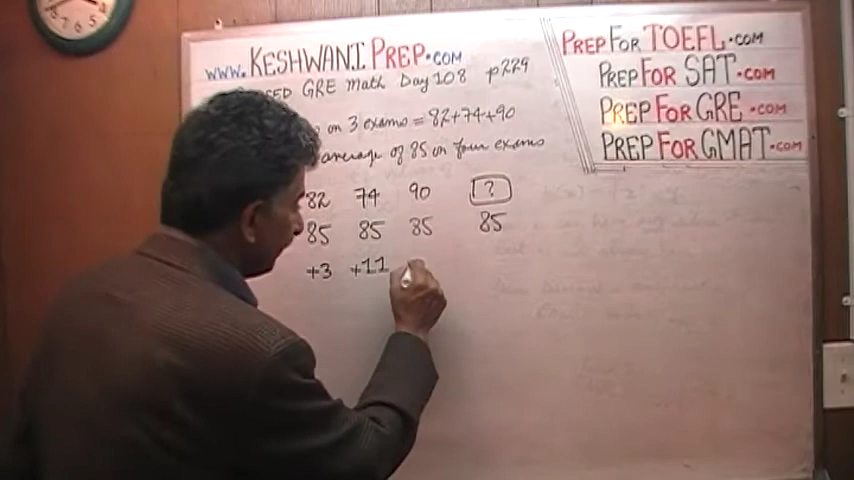 www. KESHWANI PREP.COM
GRE Math Day 108 p229
on 3 exams = 82+74+90
average of 85 on four exams
82 74 90 ?
85 85 85 85
+3 +11
PREP FOR TOEFL.COM
PREP FOR SAT.COM
PREP FOR GRE.COM
PREP FOR GMAT.COM